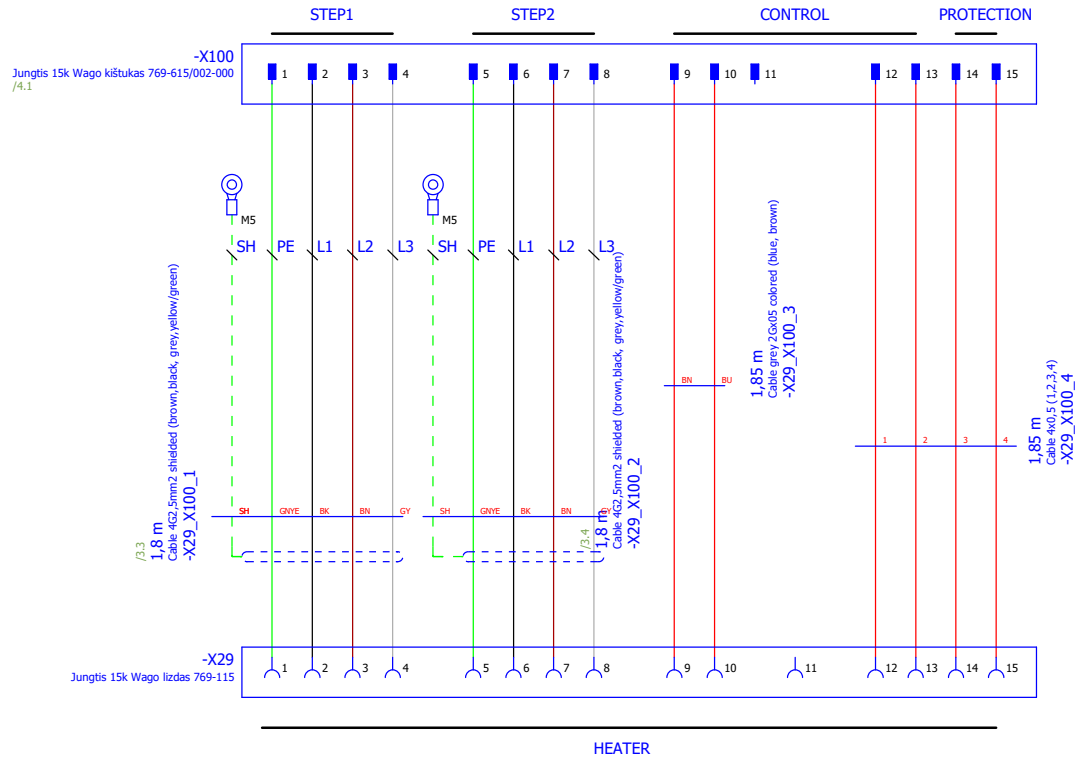 STEP1 STEP2 CONTROL PROTECTION
-X100
Jungtis 15k Wago kištukas 769-615/002-000
/4.1
1 2 3 4 5 6 7 8 9 10 11 12 13 14 15
M5 M5
SH PE L1 L2 L3 SH PE L1 L2 L3
/3.3
1,8 m
Cable 4G2,5mm2 shielded (brown,black, grey,yellow/green)
-X29_X100_1
/3.4
1,8 m
Cable 4G2,5mm2 shielded (brown,black, grey,yellow/green)
-X29_X100_2
1,85 m
Cable grey 2Gx05 colored (blue, brown)
-X29_X100_3
1,85 m
Cable 4x0,5 (1,2,3,4)
-X29_X100_4
BN BU
1 2 3 4
SH GNYE BK BN GY SH GNYE BK BN GY
-X29
Jungtis 15k Wago lizdas 769-115
1 2 3 4 5 6 7 8 9 10 11 12 13 14 15
HEATER